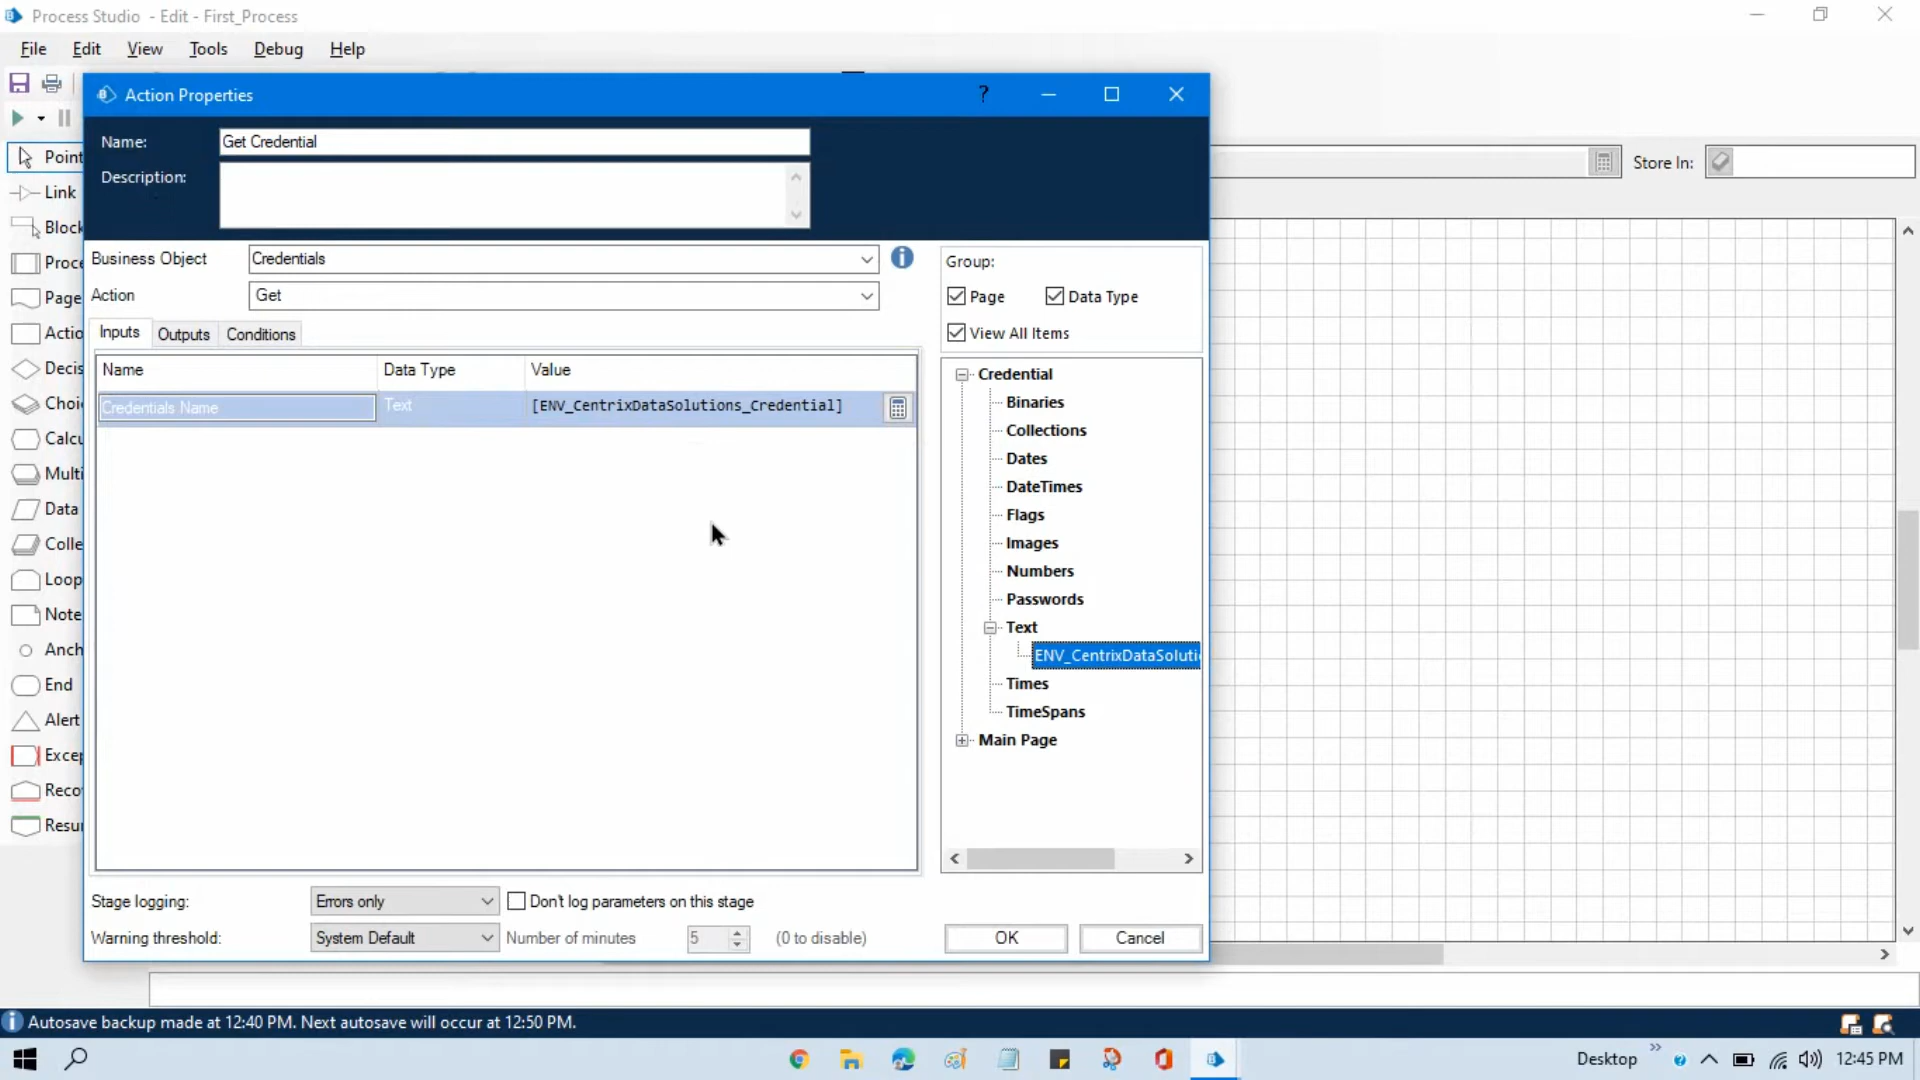 Process Studio - Edit - First_Process
File Edit View Tools Debug Help
Action Properties ?
Name: Get Credential
Description:
Store In:
Point
Link
Block
Proce
Page
Actio
Decis
Choi
Calcu
Multi
Data
Colle
Loop
Note
Anch
End
Alert
Excep
Reco
Resu
Business Object Credentials
Action Get
Inputs Outputs Conditions
Name Data Type Value
Credentials Name Text [ENV_CentrixDataSolutions_Credential]
Group:
Page Data Type
View All Items
Credential
Binaries
Collections
Dates
DateTimes
Flags
Images
Numbers
Passwords
Text
ENV_CentrixDataSoluti
Times
TimeSpans
Main Page
Stage logging: Errors only Don't log parameters on this stage
Warning threshold: System Default Number of minutes 5 (0 to disable)
OK Cancel
Autosave backup made at 12:40 PM. Next autosave will occur at 12:50 PM.
Desktop 12:45 PM